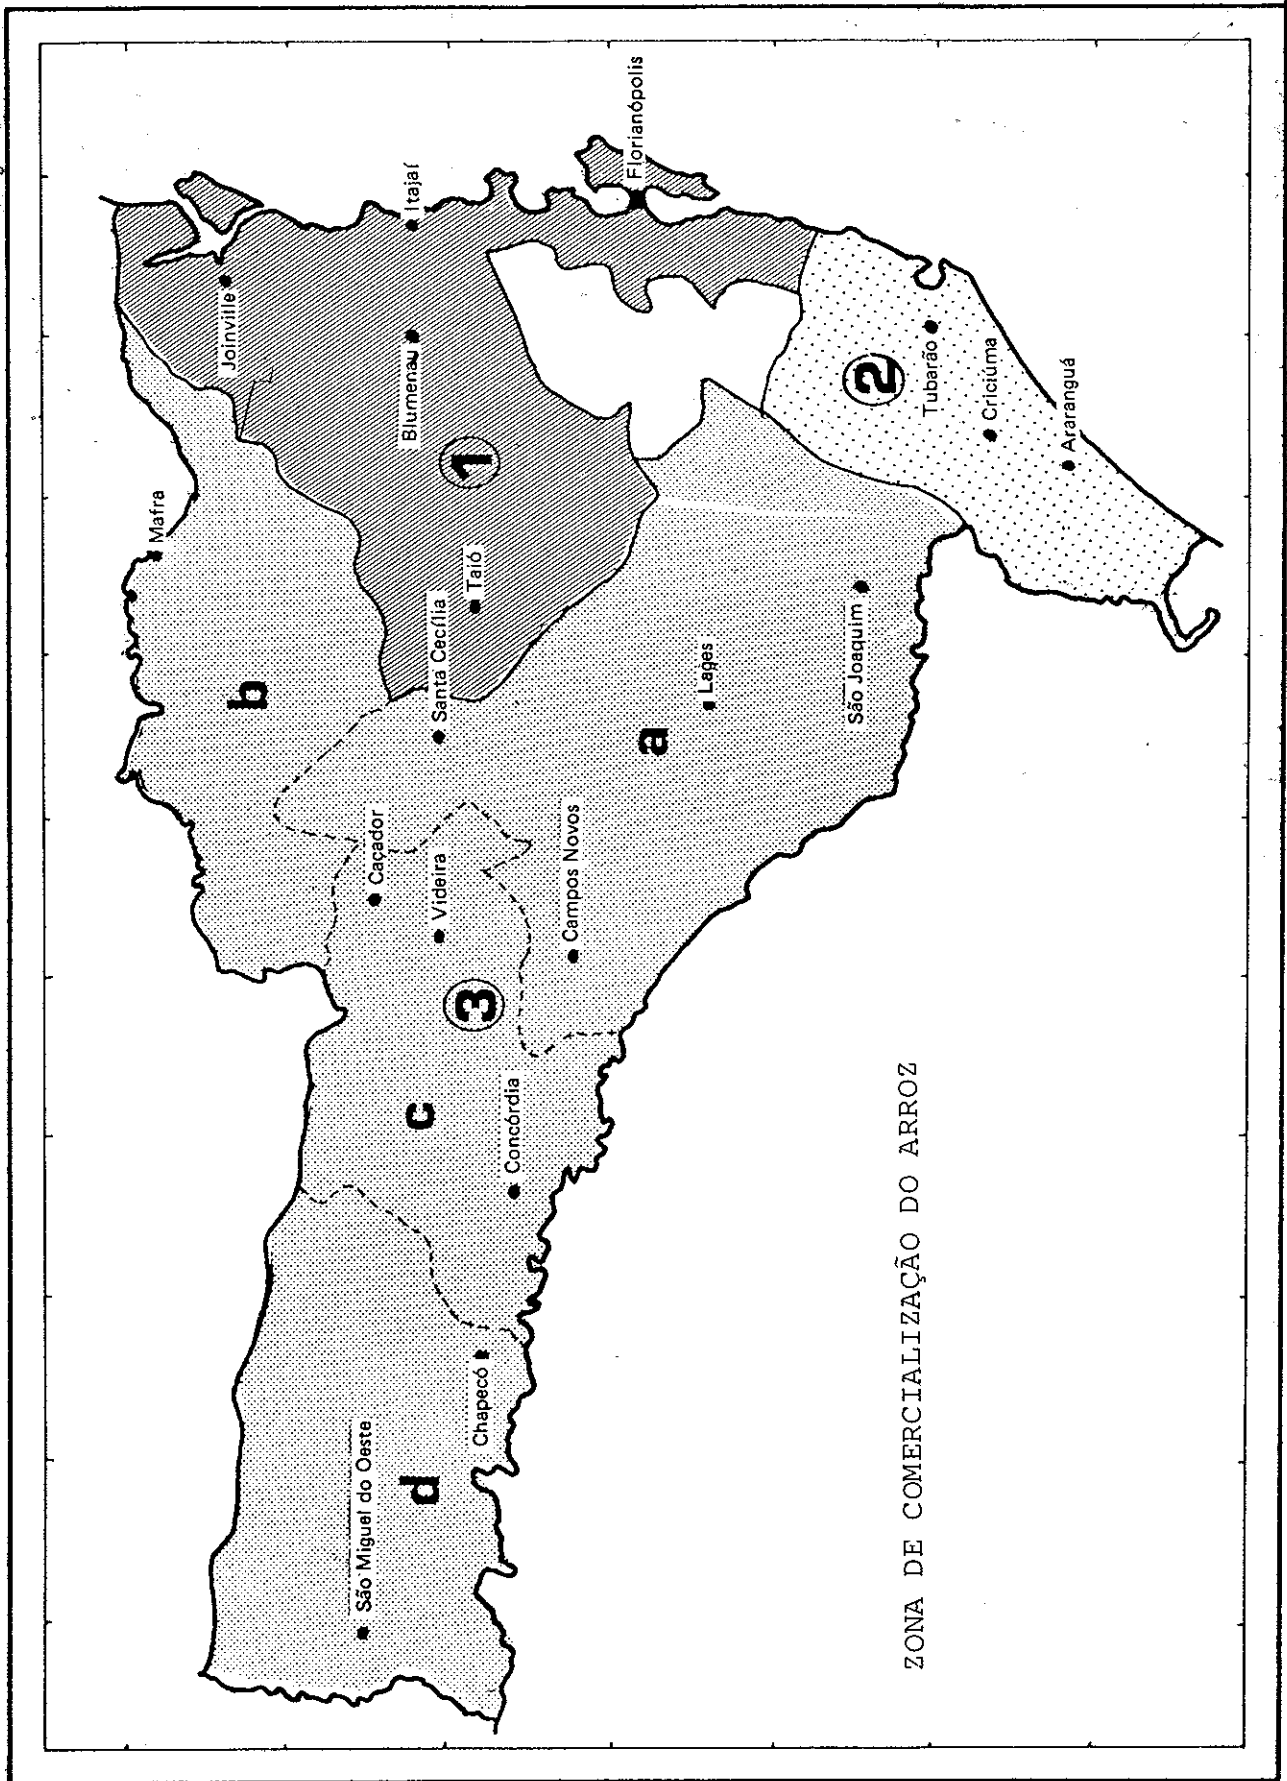 Mafra
Joinville
Itajaí
Florianópolis
Blumenau
1
Taió
Santa Cecília
b
a
Lages
São Joaquim
2
Tubarão
Criciuma
Araranguá
Caçador
Videira
Campos Novos
3
c
Concórdia
Chapecó
São Miguel do Oeste
d
ZONA DE COMERCIALIZAÇÃO DO ARROZ